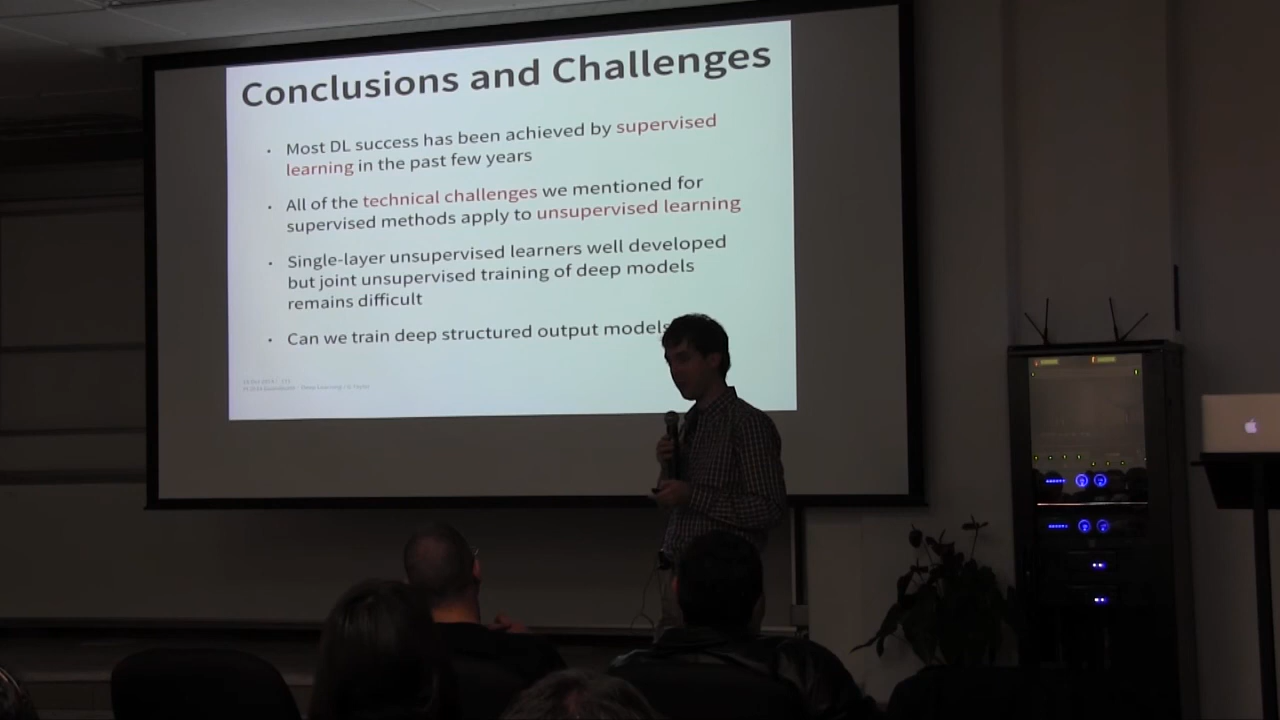 Conclusions and Challenges
• Most DL success has been achieved by supervised
learning in the past few years
• All of the technical challenges we mentioned for
supervised methods apply to unsupervised learning
• Single-layer unsupervised learners well developed
but joint unsupervised training of deep models
remains difficult
• Can we train deep structured output models